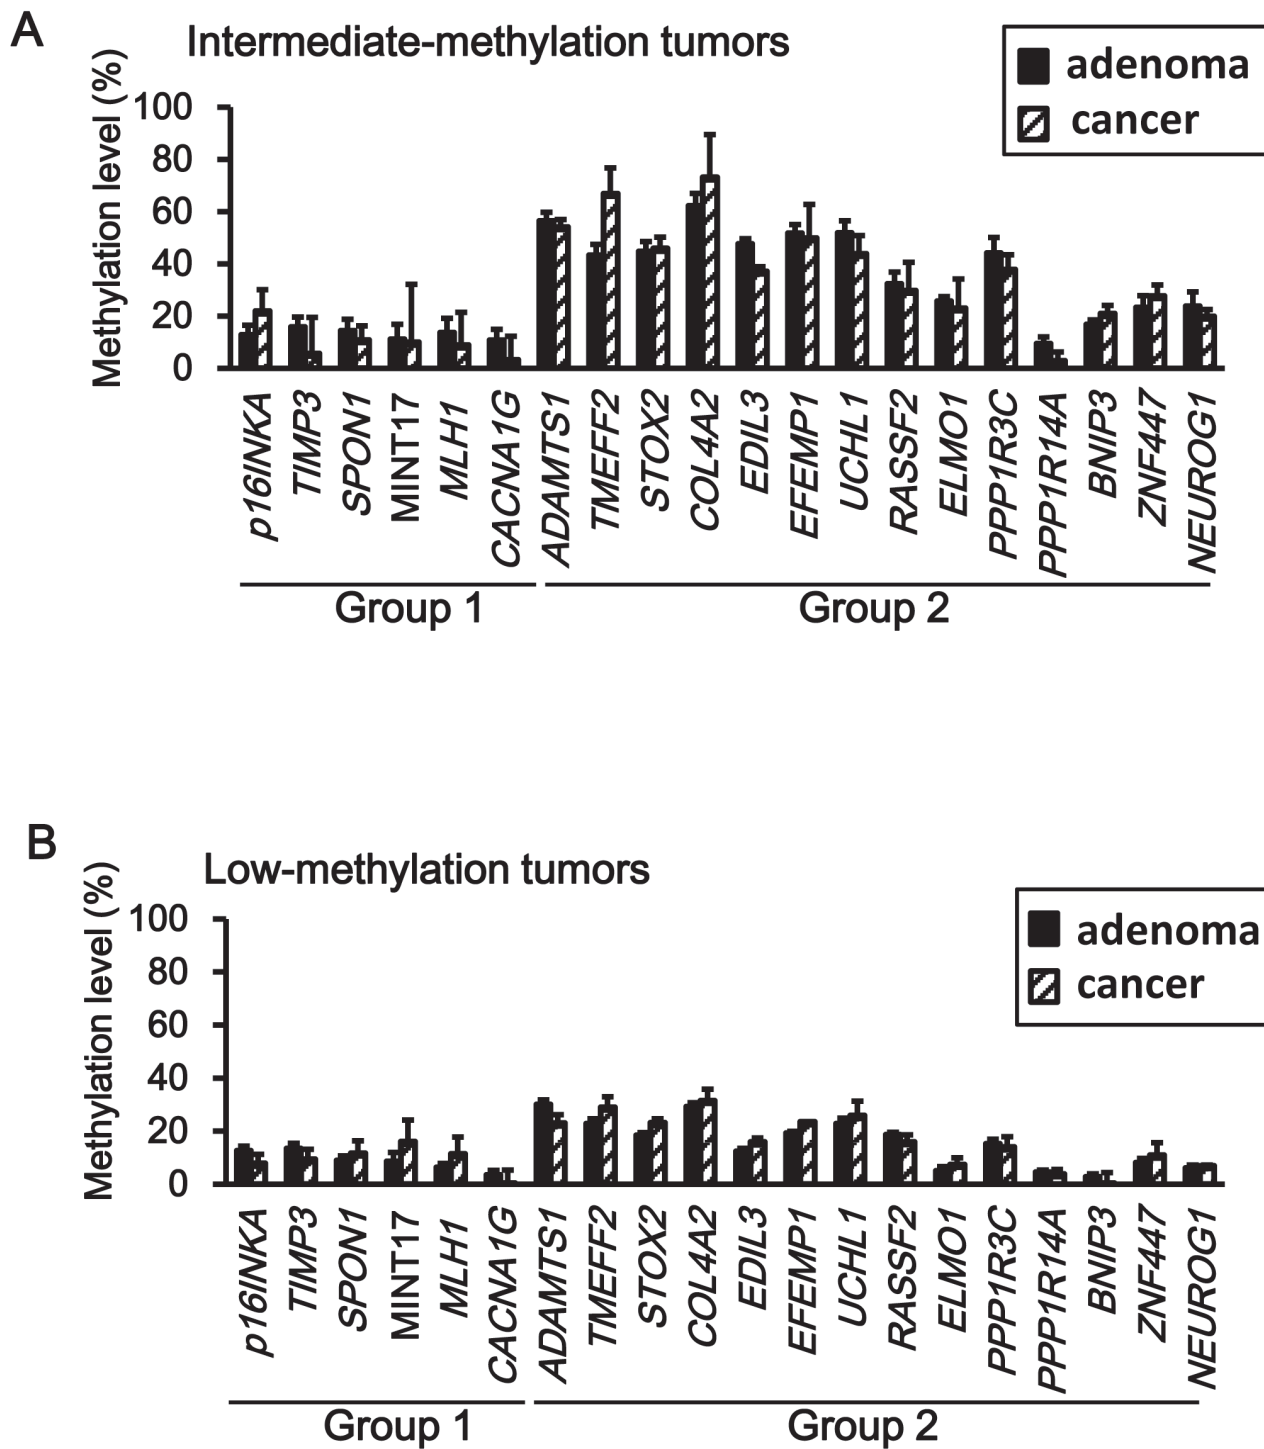 A
Intermediate-methylation tumors
adenoma
cancer
Methylation level (%)
100
80
60
40
20
0
p16INKA
TIMP3
SPON1
MINT17
MLH1
CACNA1G
ADAMTS1
TMEFF2
STOX2
COL4A2
EDIL3
EFEMP1
UCHL1
RASSF2
ELMO1
PPP1R3C
PPP1R14A
BNIP3
ZNF447
NEUROG1
Group 1
Group 2
B
Low-methylation tumors
adenoma
cancer
Methylation level (%)
100
80
60
40
20
0
p16INKA
TIMP3
SPON1
MINT17
MLH1
CACNA1G
ADAMTS1
TMEFF2
STOX2
COL4A2
EDIL3
EFEMP1
UCHL1
RASSF2
ELMO1
PPP1R3C
PPP1R14A
BNIP3
ZNF447
NEUROG1
Group 1
Group 2